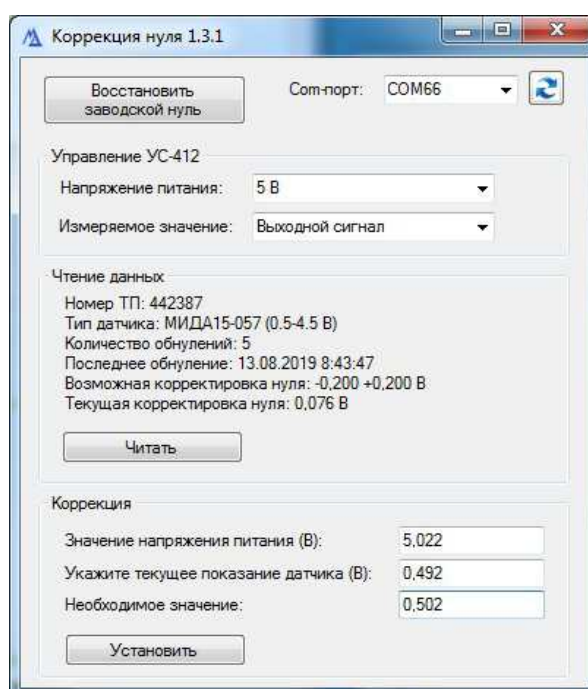 Коррекция нуля 1.3.1
Восстановить
заводской нуль
Com-порт: COM66
Управление УС-412
Напряжение питания: 5 В
Измеряемое значение: Выходной сигнал
Чтение данных
Номер ТП: 442387
Тип датчика: МИДА15-057 (0.5-4.5 В)
Количество обнулений: 5
Последнее обнуление: 13.08.2019 8:43:47
Возможная корректировка нуля: -0,200 +0,200 В
Текущая корректировка нуля: 0,076 В
Читать
Коррекция
Значение напряжения питания (В): 5,022
Укажите текущее показание датчика (В): 0,492
Необходимое значение: 0,502
Установить